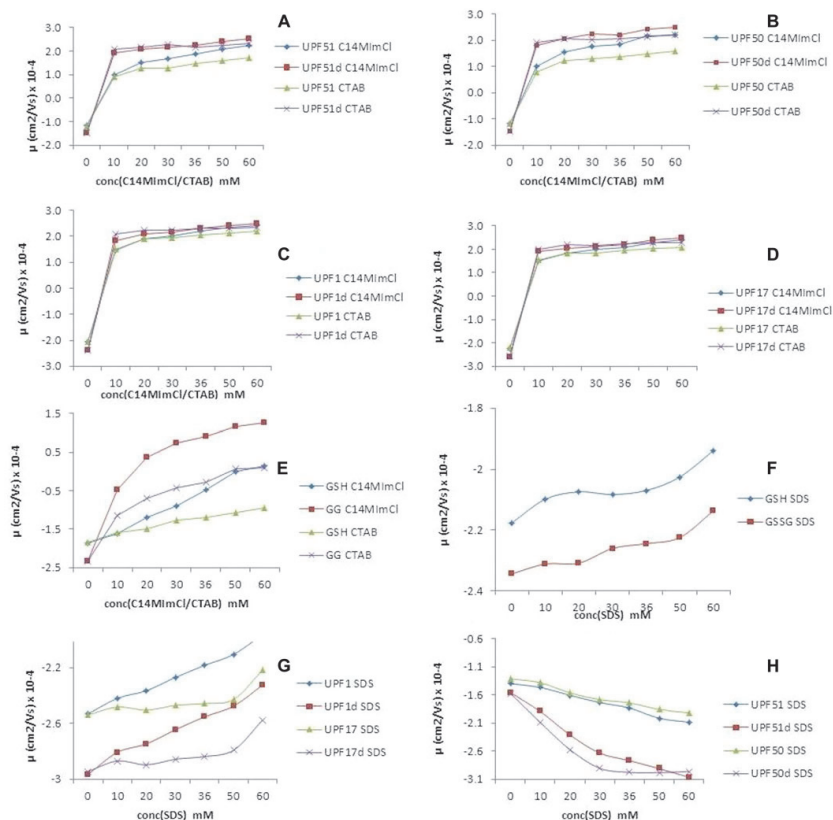 A
3.0
2.0
1.0
0.0
-1.0
-2.0
μ (cm2/Vs) x 10-4
0 10 20 30 36 50 60
conc(C14MImCl/CTAB) mM
UPF51 C14MImCl
UPF51d C14MImCl
UPF51 CTAB
UPF51d CTAB
B
3.0
2.0
1.0
0.0
-1.0
-2.0
μ (cm2/Vs) x 10-4
0 10 20 30 36 50 60
conc(C14MImCl/CTAB) mM
UPF50 C14MImCl
UPF50d C14MImCl
UPF50 CTAB
UPF50d CTAB
C
3.0
2.0
1.0
0.0
-1.0
-2.0
-3.0
μ (cm2/Vs) x 10-4
0 10 20 30 36 50 60
conc(C14MImCl/CTAB) mM
UPF1 C14MImCl
UPF1d C14MImCl
UPF1 CTAB
UPF1d CTAB
D
3.0
2.0
1.0
0.0
-1.0
-2.0
-3.0
μ (cm2/Vs) x 10-4
0 10 20 30 36 50 60
conc(C14MImCl/CTAB) mM
UPF17 C14MImCl
UPF17d C14MImCl
UPF17 CTAB
UPF17d CTAB
E
1.5
0.5
-0.5
-1.5
-2.5
μ (cm2/Vs) x 10-4
0 10 20 30 36 50 60
conc(C14MImCl/CTAB) mM
GSH C14MImCl
GG C14MImCl
GSH CTAB
GG CTAB
F
-1.8
-2
-2.2
-2.4
μ (cm2/Vs) x 10-4
0 10 20 30 36 50 60
conc(SDS) mM
GSH SDS
GSSG SDS
G
-2.2
-2.6
-3
μ (cm2/Vs) x 10-4
0 10 20 30 36 50 60
conc(SDS) mM
UPF1 SDS
UPF1d SDS
UPF17 SDS
UPF17d SDS
H
-0.6
-1.1
-1.6
-2.1
-2.6
-3.1
μ (cm2/Vs) x 10-4
0 10 20 30 36 50 60
conc(SDS) mM
UPF51 SDS
UPF51d SDS
UPF50 SDS
UPF50d SDS